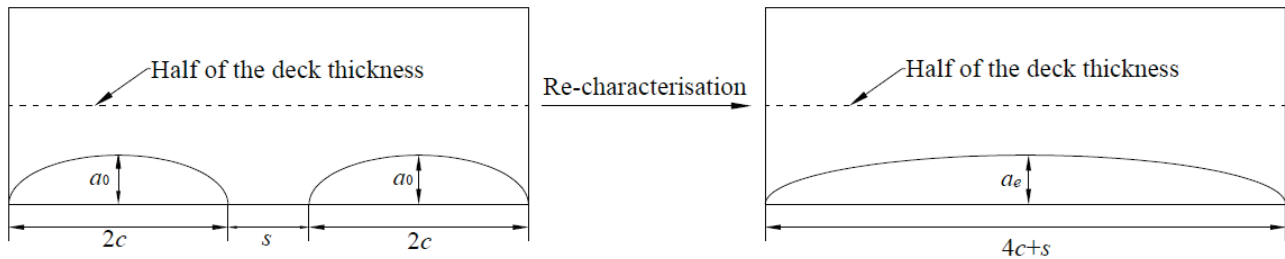 Half of the deck thickness
a0
a0
2c
s
2c
Re-characterisation
Half of the deck thickness
ae
4c+s